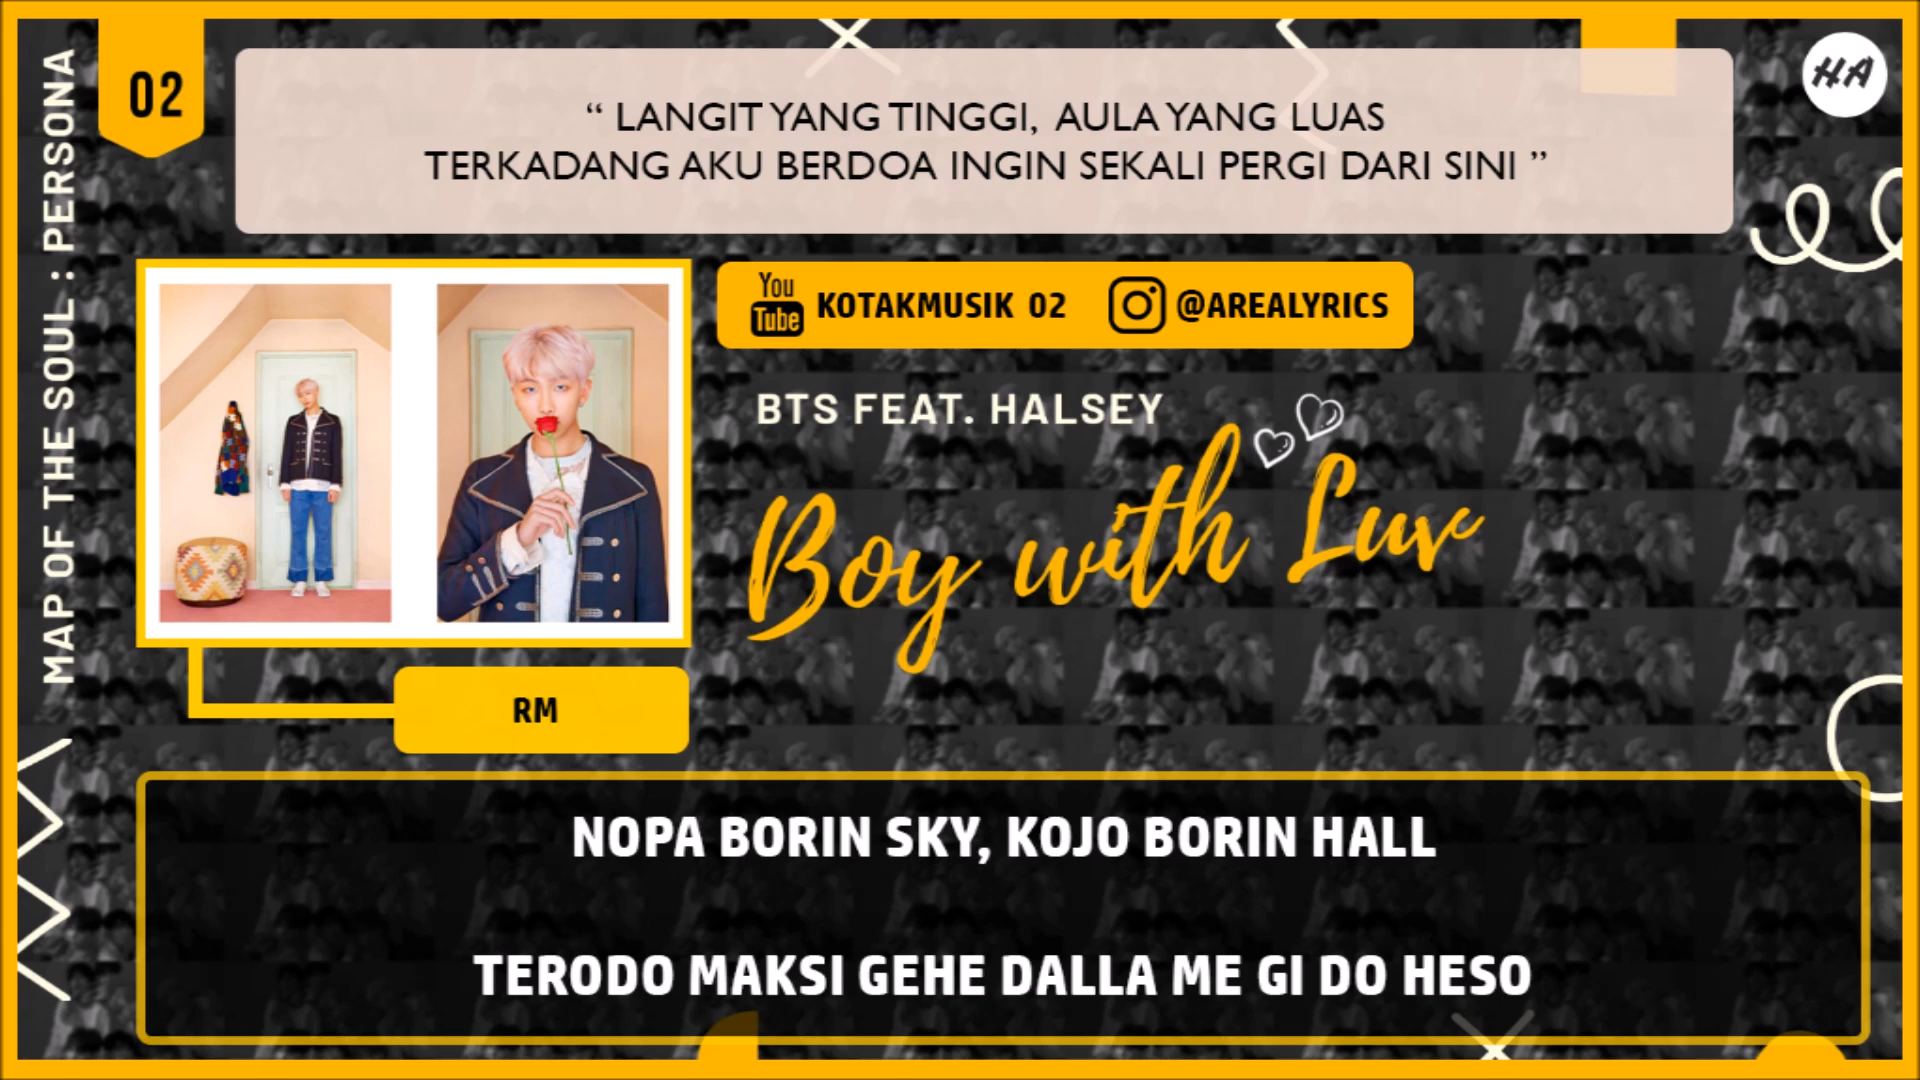 MAP OF THE SOUL : PERSONA
02
“ LANGIT YANG TINGGI, AULA YANG LUAS
TERKADANG AKU BERDOA INGIN SEKALI PERGI DARI SINI ”
HA
You Tube KOTAKMUSIK 02 @AREALYRICS
BTS FEAT. HALSEY
Boy with Luv
RM
NOPA BORIN SKY, KOJO BORIN HALL
TERODO MAKSI GEHE DALLA ME GI DO HESO